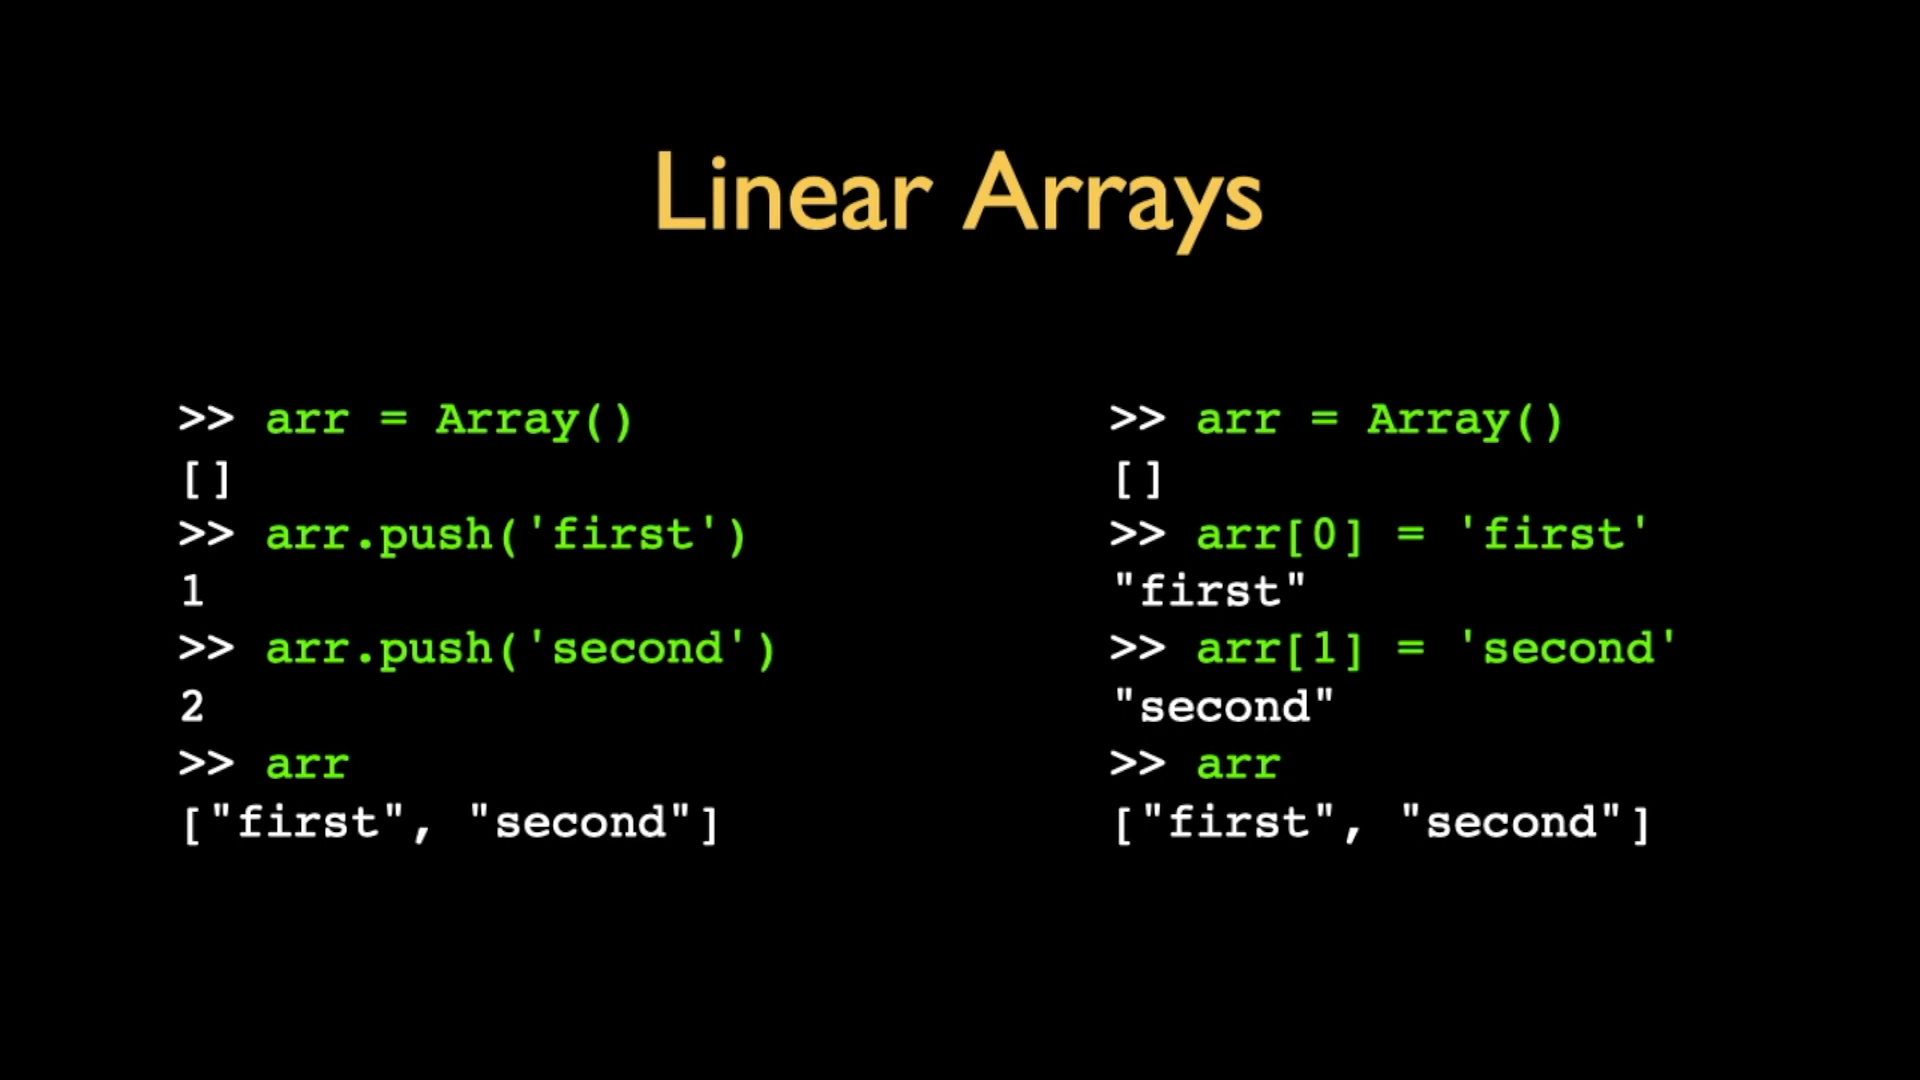 Linear Arrays
>> arr = Array()
[]
>> arr.push('first')
1
>> arr.push('second')
2
>> arr
["first", "second"]
>> arr = Array()
[]
>> arr[0] = 'first'
"first"
>> arr[1] = 'second'
"second"
>> arr
["first", "second"]